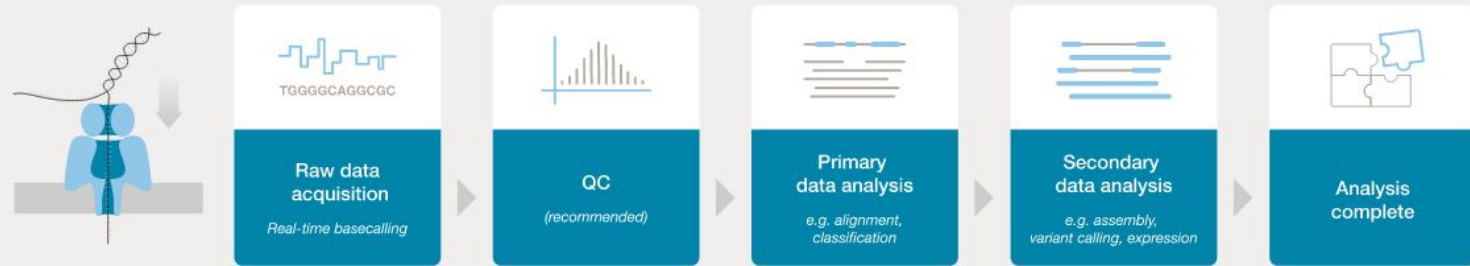 TGGGGCAGGCGC
Raw data
acquisition
Real-time basecalling
QC
(recommended)
Primary
data analysis
e.g. alignment,
classification
Secondary
data analysis
e.g. assembly,
variant calling, expression
Analysis
complete